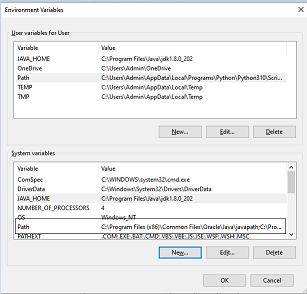 Environment Variables
User variables for User
Variable Value
JAVA_HOME C:\Program Files\Java\jdk1.8.0_202
OneDrive C:\Users\Admin\OneDrive
Path C:\Users\Admin\AppData\Local\Programs\Python\Python310\Scri...
TEMP C:\Users\Admin\AppData\Local\Temp
TMP C:\Users\Admin\AppData\Local\Temp
New... Edit... Delete
System variables
Variable Value
ComSpec C:\WINDOWS\system32\cmd.exe
DriverData C:\Windows\System32\Drivers\DriverData
JAVA_HOME C:\Program Files\Java\jdk1.8.0_202
NUMBER_OF_PROCESSORS 4
OS Windows_NT
Path C:\Program Files (x86)\Common Files\Oracle\Java\javapath;C:\Pro...
PATHEXT .COM;.EXE;.BAT;.CMD;.VBS;.VBE;.JS;.JSE;.WSF;.WSH;.MSC
New... Edit... Delete
OK Cancel